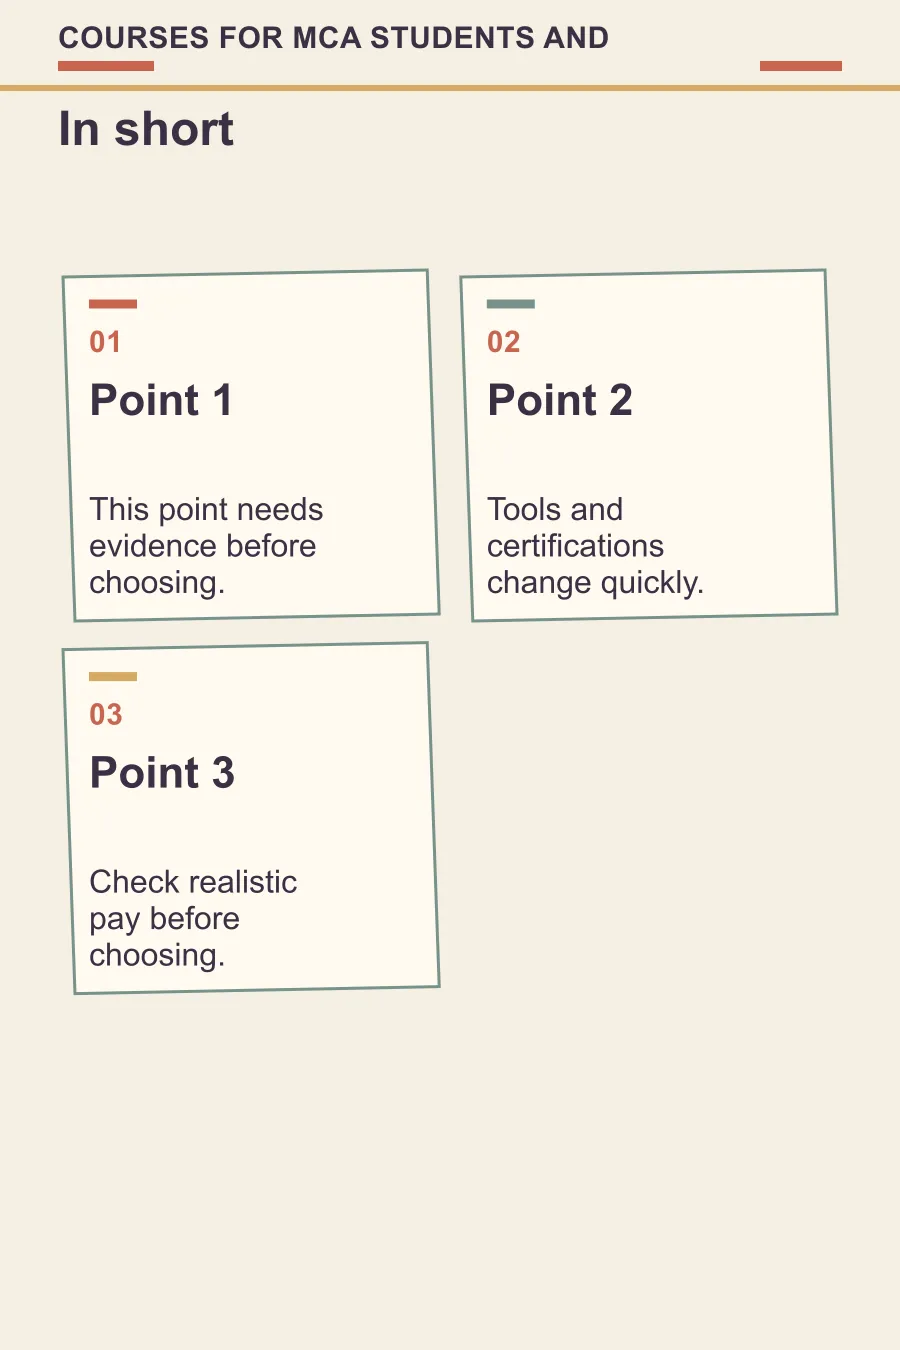 COURSES FOR MCA STUDENTS AND
In short
01
Point 1
This point needs
evidence before
choosing.
02
Point 2
Tools and
certifications
change quickly.
03
Point 3
Check realistic
pay before
choosing.